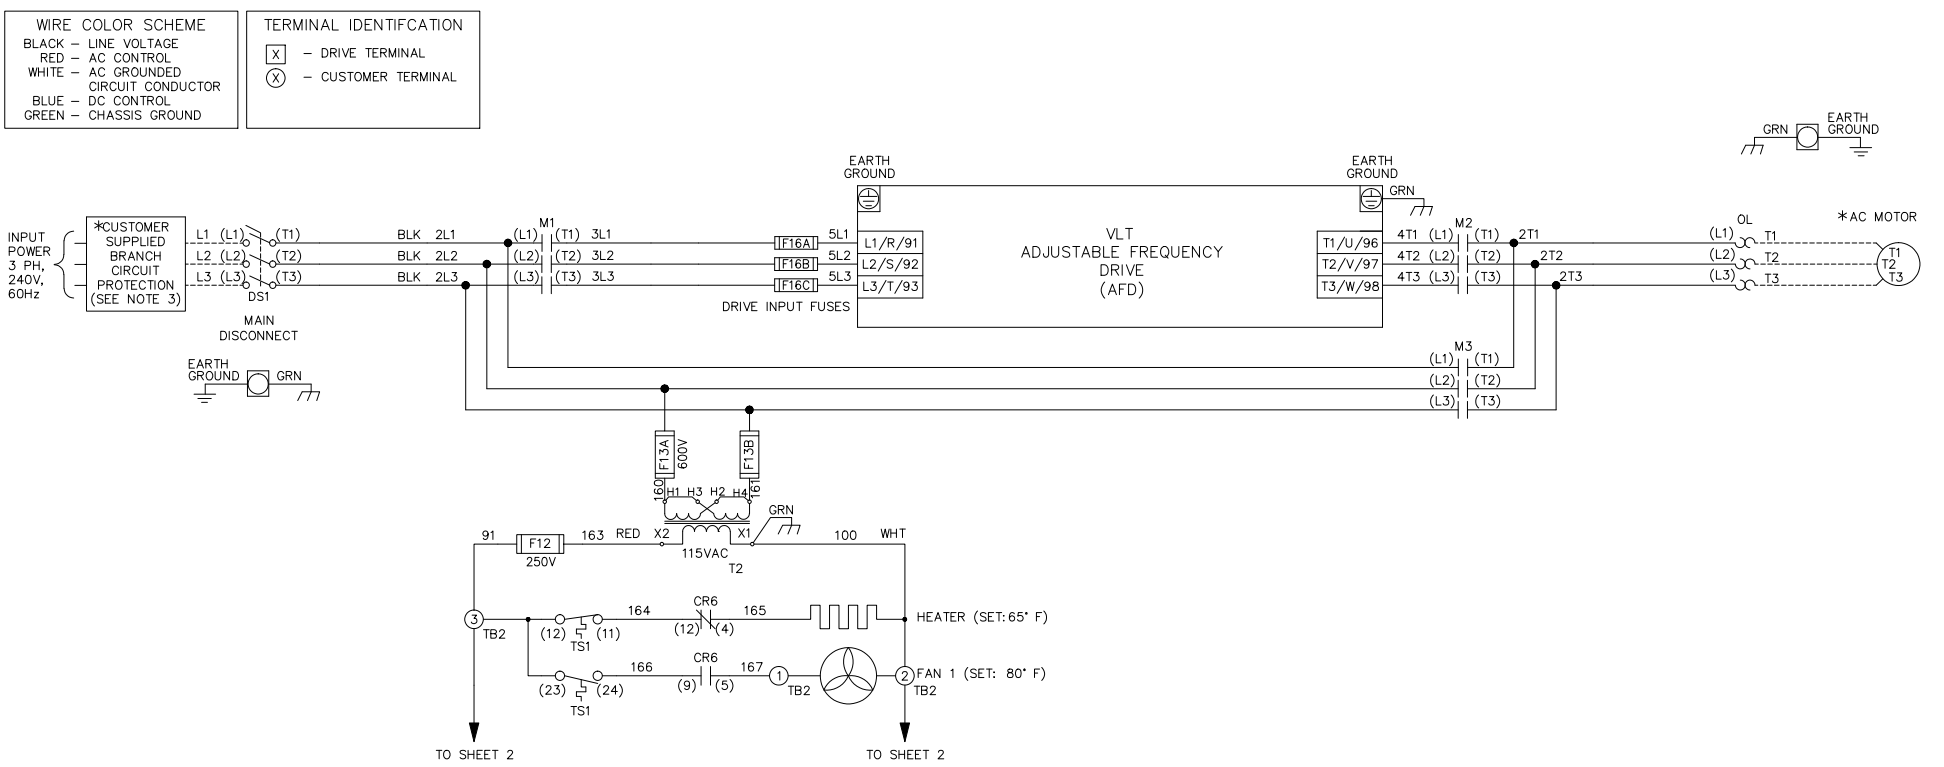 WIRE COLOR SCHEME
BLACK – LINE VOLTAGE
RED – AC CONTROL
WHITE – AC GROUNDED
CIRCUIT CONDUCTOR
BLUE – DC CONTROL
GREEN – CHASSIS GROUND
TERMINAL IDENTIFCATION
X – DRIVE TERMINAL
X – CUSTOMER TERMINAL
INPUT
POWER
3 PH,
240V,
60Hz
*CUSTOMER
SUPPLIED
BRANCH
CIRCUIT
PROTECTION
(SEE NOTE 3)
L1 (L1) (T1) BLK 2L1 (L1) M1 (T1) 3L1 F16A 5L1 L1/R/91
L2 (L2) (T2) BLK 2L2 (L2) (T2) 3L2 F16B 5L2 L2/S/92
L3 (L3) (T3) BLK 2L3 (L3) (T3) 3L3 F16C 5L3 L3/T/93
DS1
MAIN
DISCONNECT
DRIVE INPUT FUSES
EARTH
GROUND
GRN
EARTH
GROUND
VLT
ADJUSTABLE FREQUENCY
DRIVE
(AFD)
EARTH
GROUND
GRN
T1/U/96 4T1 (L1) M2 (T1) 2T1 (L1) OL T1
T2/V/97 4T2 (L2) (T2) 2T2 (L2) T2
T3/W/98 4T3 (L3) (T3) 2T3 (L3) T3
GRN
EARTH
GROUND
*AC MOTOR
T1
T2
T3
M3
(L1) (T1)
(L2) (T2)
(L3) (T3)
F13A
600V
F13B
160
161
H1 H3 H2 H4
GRN
91 F12 163 RED X2 X1 100 WHT
250V
115VAC
T2
3
TB2
(12) (11)
TS1
164
CR6
(12) (4)
165
HEATER (SET:65° F)
(23) (24)
TS1
166
CR6
(9) (5)
167
1
TB2
2
TB2
FAN 1 (SET: 80° F)
TO SHEET 2
TO SHEET 2